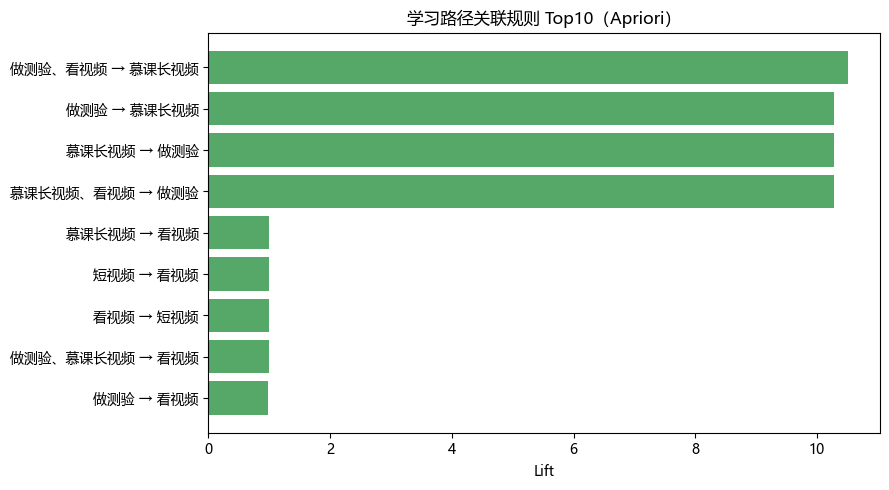 学习路径关联规则 Top10（Apriori）
做测验、看视频 → 慕课长视频
做测验 → 慕课长视频
慕课长视频 → 做测验
慕课长视频、看视频 → 做测验
慕课长视频 → 看视频
短视频 → 看视频
看视频 → 短视频
做测验、慕课长视频 → 看视频
做测验 → 看视频
0 2 4 6 8 10
Lift